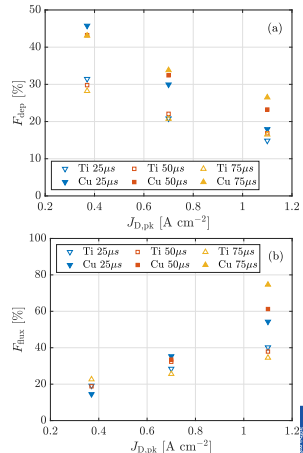 60
(a)
50
40
30
20
10
0
F_dep [%]
Ti 25μs Ti 50μs Ti 75μs
Cu 25μs Cu 50μs Cu 75μs
0.2 0.4 0.6 0.8 1 1.2
J_D,pk [A cm⁻²]
100
Ti 25μs Ti 50μs Ti 75μs
Cu 25μs Cu 50μs Cu 75μs
(b)
80
60
40
20
0
F_flux [%]
0.2 0.4 0.6 0.8 1 1.2
J_D,pk [A cm⁻²]